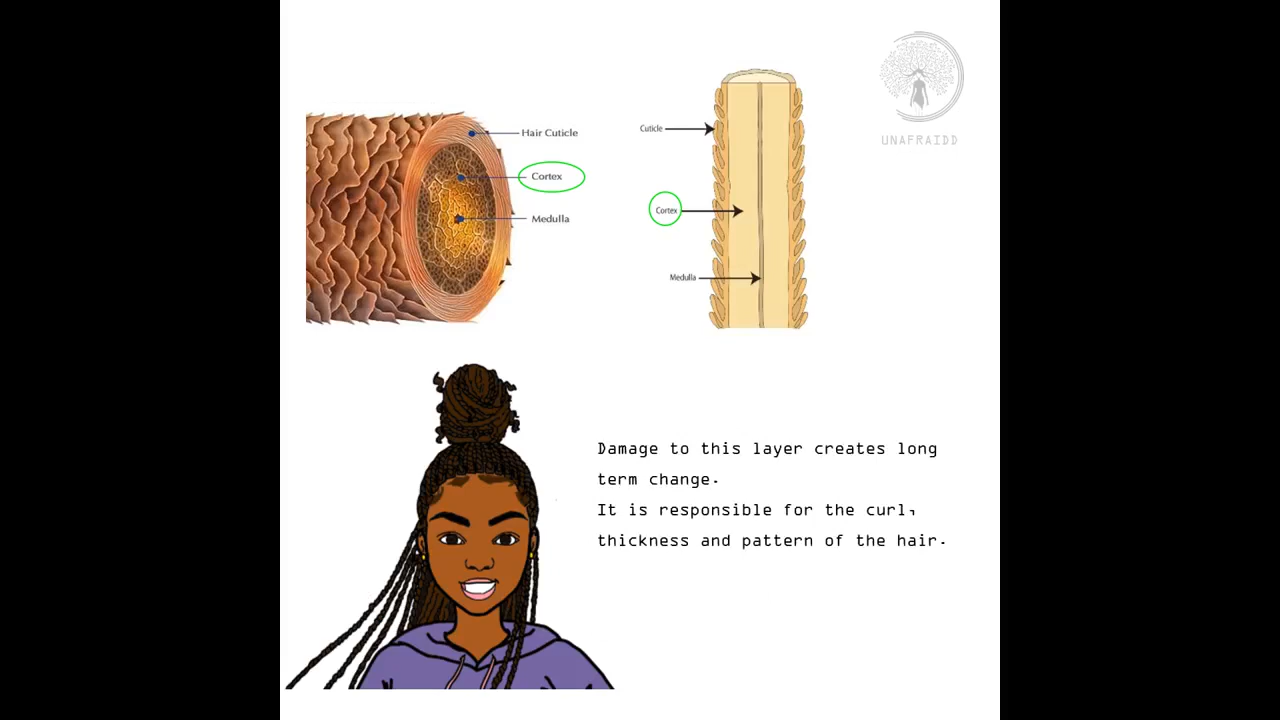 UNAFRAIDD
Hair Cuticle
Cortex
Medulla
Cuticle
Cortex
Medulla
Damage to this layer creates long
term change.
It is responsible for the curl,
thickness and pattern of the hair.